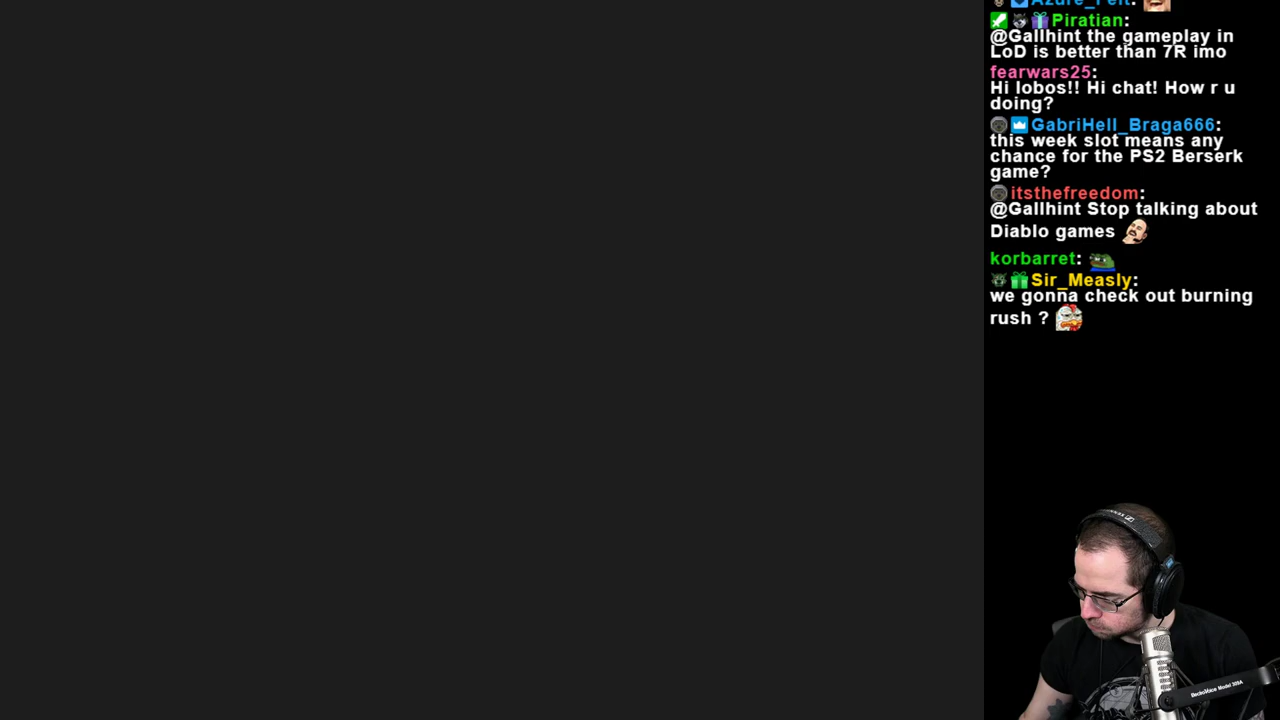 Azure_Pelt:
Piratian:
@Gallhint the gameplay in
LoD is better than 7R imo
fearwars25:
Hi lobos!! Hi chat! How r u
doing?
GabriHell_Braga666:
this week slot means any
chance for the PS2 Berserk
game?
itsthefreedom:
@Gallhint Stop talking about
Diablo games
korbarret:
Sir_Measly:
we gonna check out burning
rush ?